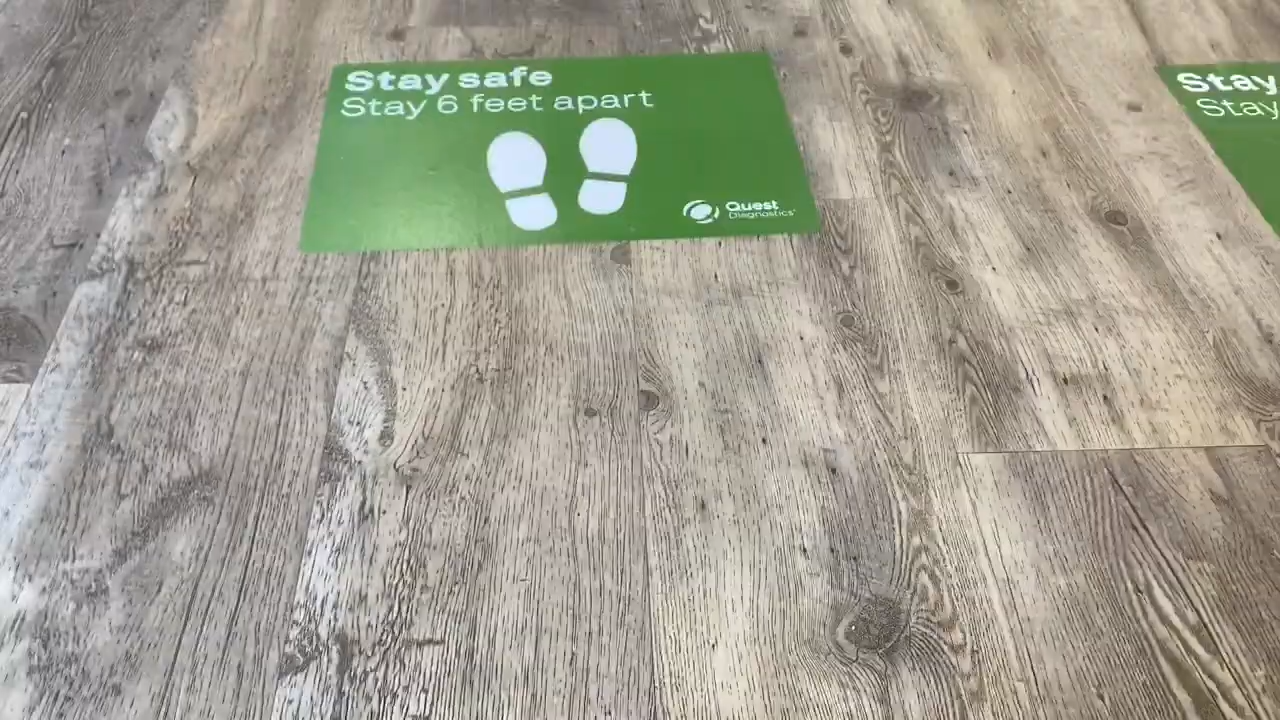 Stay safe
Stay 6 feet apart
Quest
Diagnostics
Stay
Stay